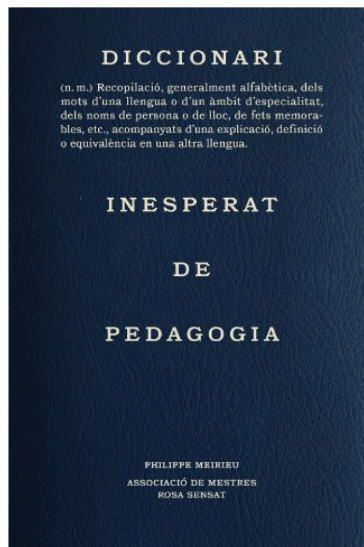 DICCIONARI
(n. m.) Recopilació, generalment alfabètica, dels
mots d'una llengua o d'un àmbit d'especialitat,
dels noms de persona o de lloc, de fets memora-
bles, etc., acompanyats d'una explicació, definició
o equivalència en una altra llengua.
INESPERAT
DE
PEDAGOGIA
PHILIPPE MEIRIEU
ASSOCIACIÓ DE MESTRES
ROSA SENSAT